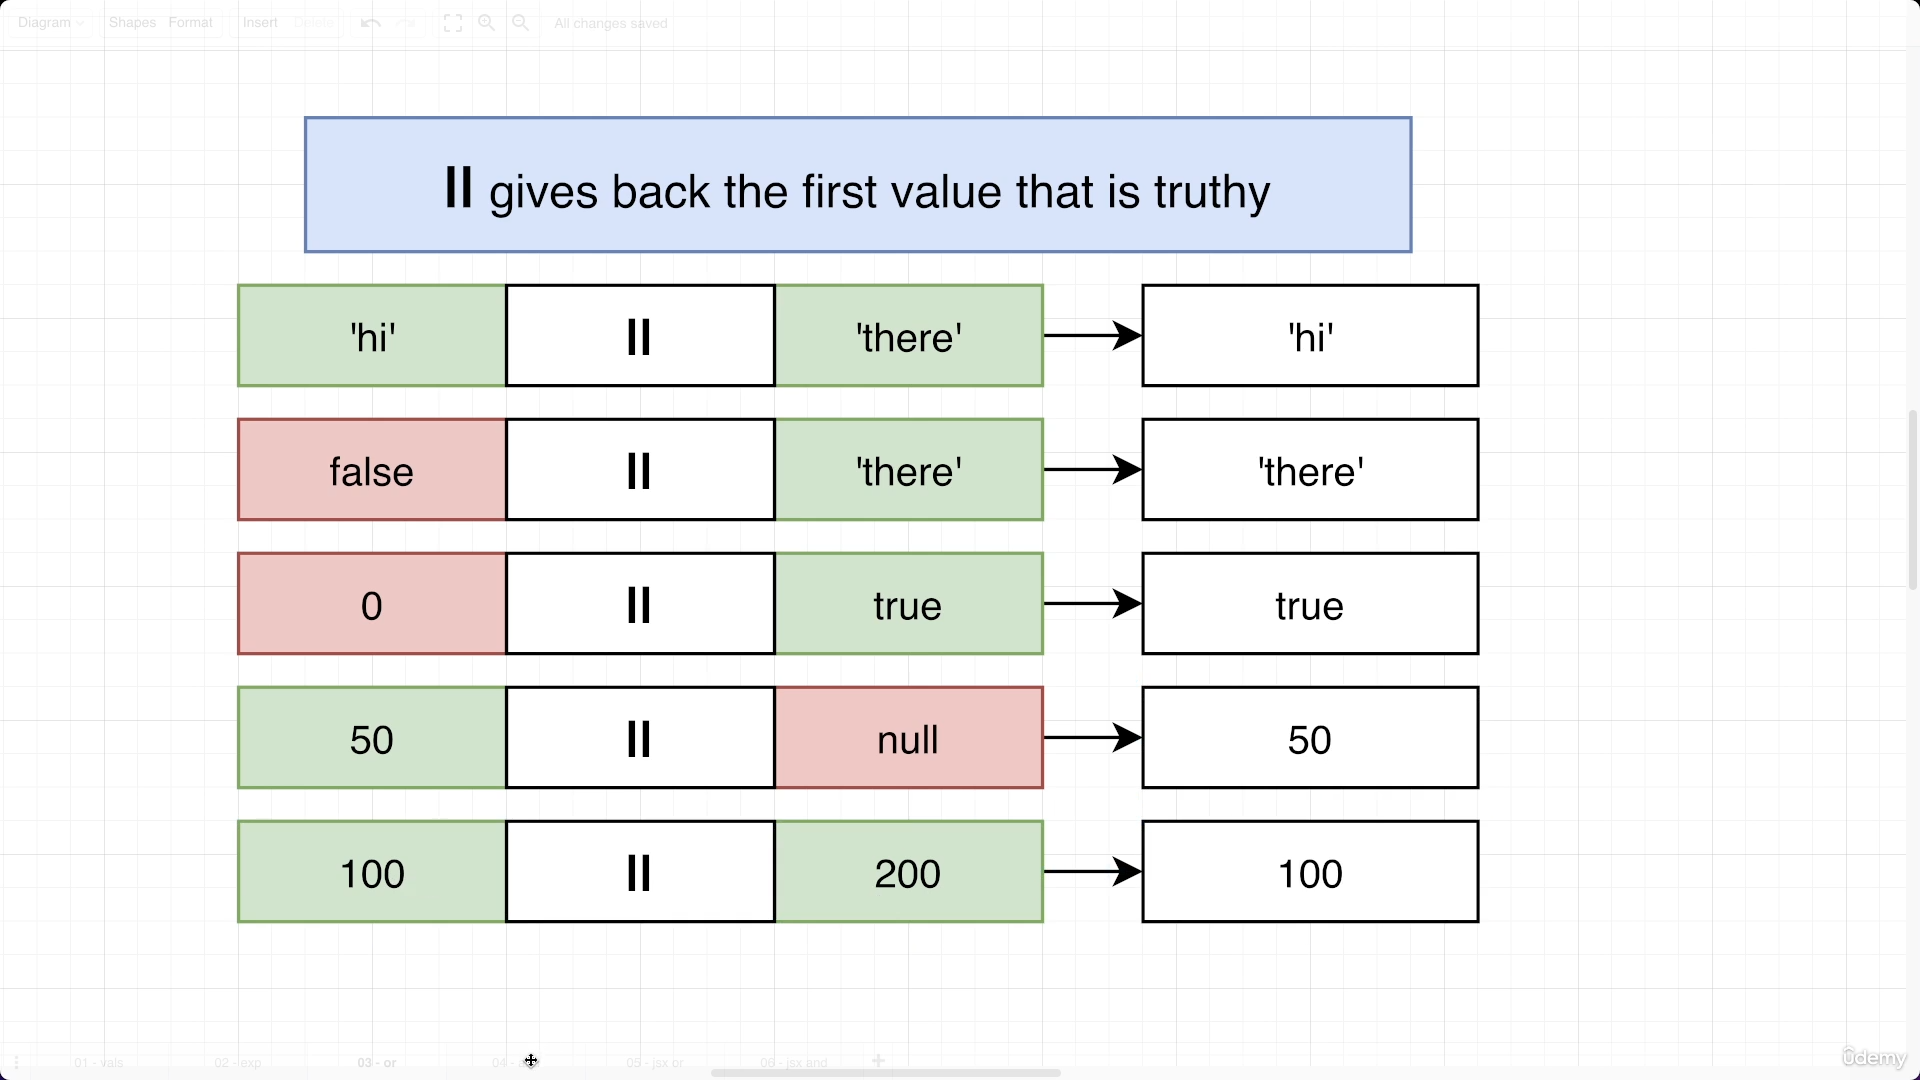 Diagram Shapes Format Insert Delete All changes saved
|| gives back the first value that is truthy
'hi' || 'there' 'hi'
false || 'there' 'there'
0 || true true
50 || null 50
100 || 200 100
01 - vals 02 - exp 03 - or 04 - 05 - jsx or 06 - jsx and +
ûdemy